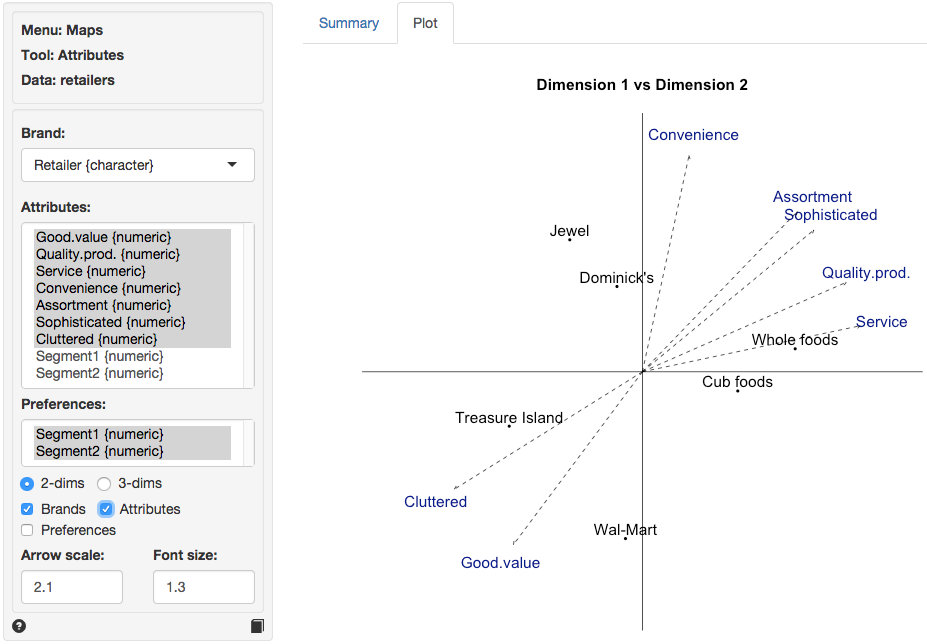 Menu: Maps
Tool: Attributes
Data: retailers
Brand:
Retailer {character}
Attributes:
Good.value {numeric}
Quality.prod. {numeric}
Service {numeric}
Convenience {numeric}
Assortment {numeric}
Sophisticated {numeric}
Cluttered {numeric}
Segment1 {numeric}
Segment2 {numeric}
Preferences:
Segment1 {numeric}
Segment2 {numeric}
2-dims 3-dims
Brands Attributes
Preferences
Arrow scale: Font size:
2.1 1.3
?
Summary Plot
Dimension 1 vs Dimension 2
Convenience
Assortment
Sophisticated
Jewel
Dominick's
Quality.prod.
Service
Whole foods
Cub foods
Treasure Island
Cluttered
Wal-Mart
Good.value